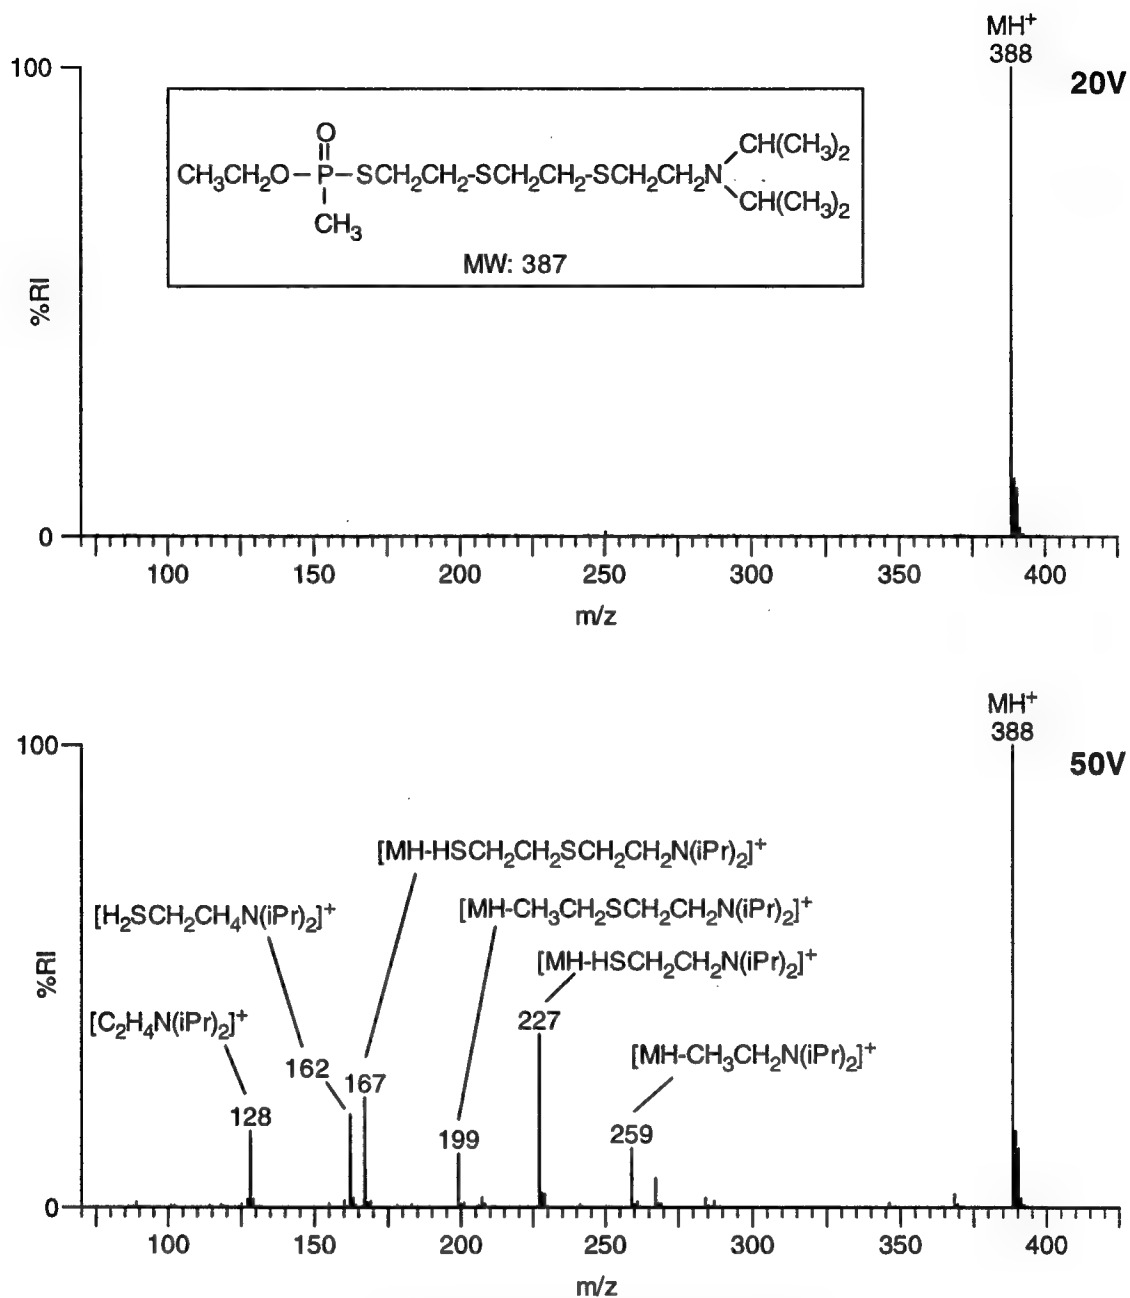 MH+
388
100
20V
O
CH3CH2O–P–SCH2CH2-SCH2CH2-SCH2CH2N
CH(CH3)2
CH(CH3)2
CH3
MW: 387
%RI
0
100 150 200 250 300 350 400
m/z
MH+
388
100
50V
[MH-HSCH2CH2SCH2CH2N(iPr)2]+
[H2SCH2CH4N(iPr)2]+
[MH-CH3CH2SCH2CH2N(iPr)2]+
[MH-HSCH2CH2N(iPr)2]+
%RI
[C2H4N(iPr)2]+
227
[MH-CH3CH2N(iPr)2]+
162
167
128
199
259
0
100 150 200 250 300 350 400
m/z